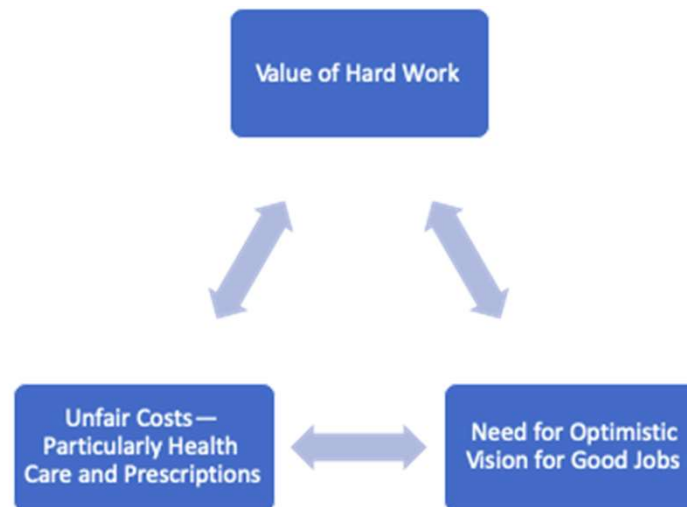 Value of Hard Work
Unfair Costs—
Particularly Health
Care and Prescriptions
Need for Optimistic
Vision for Good Jobs